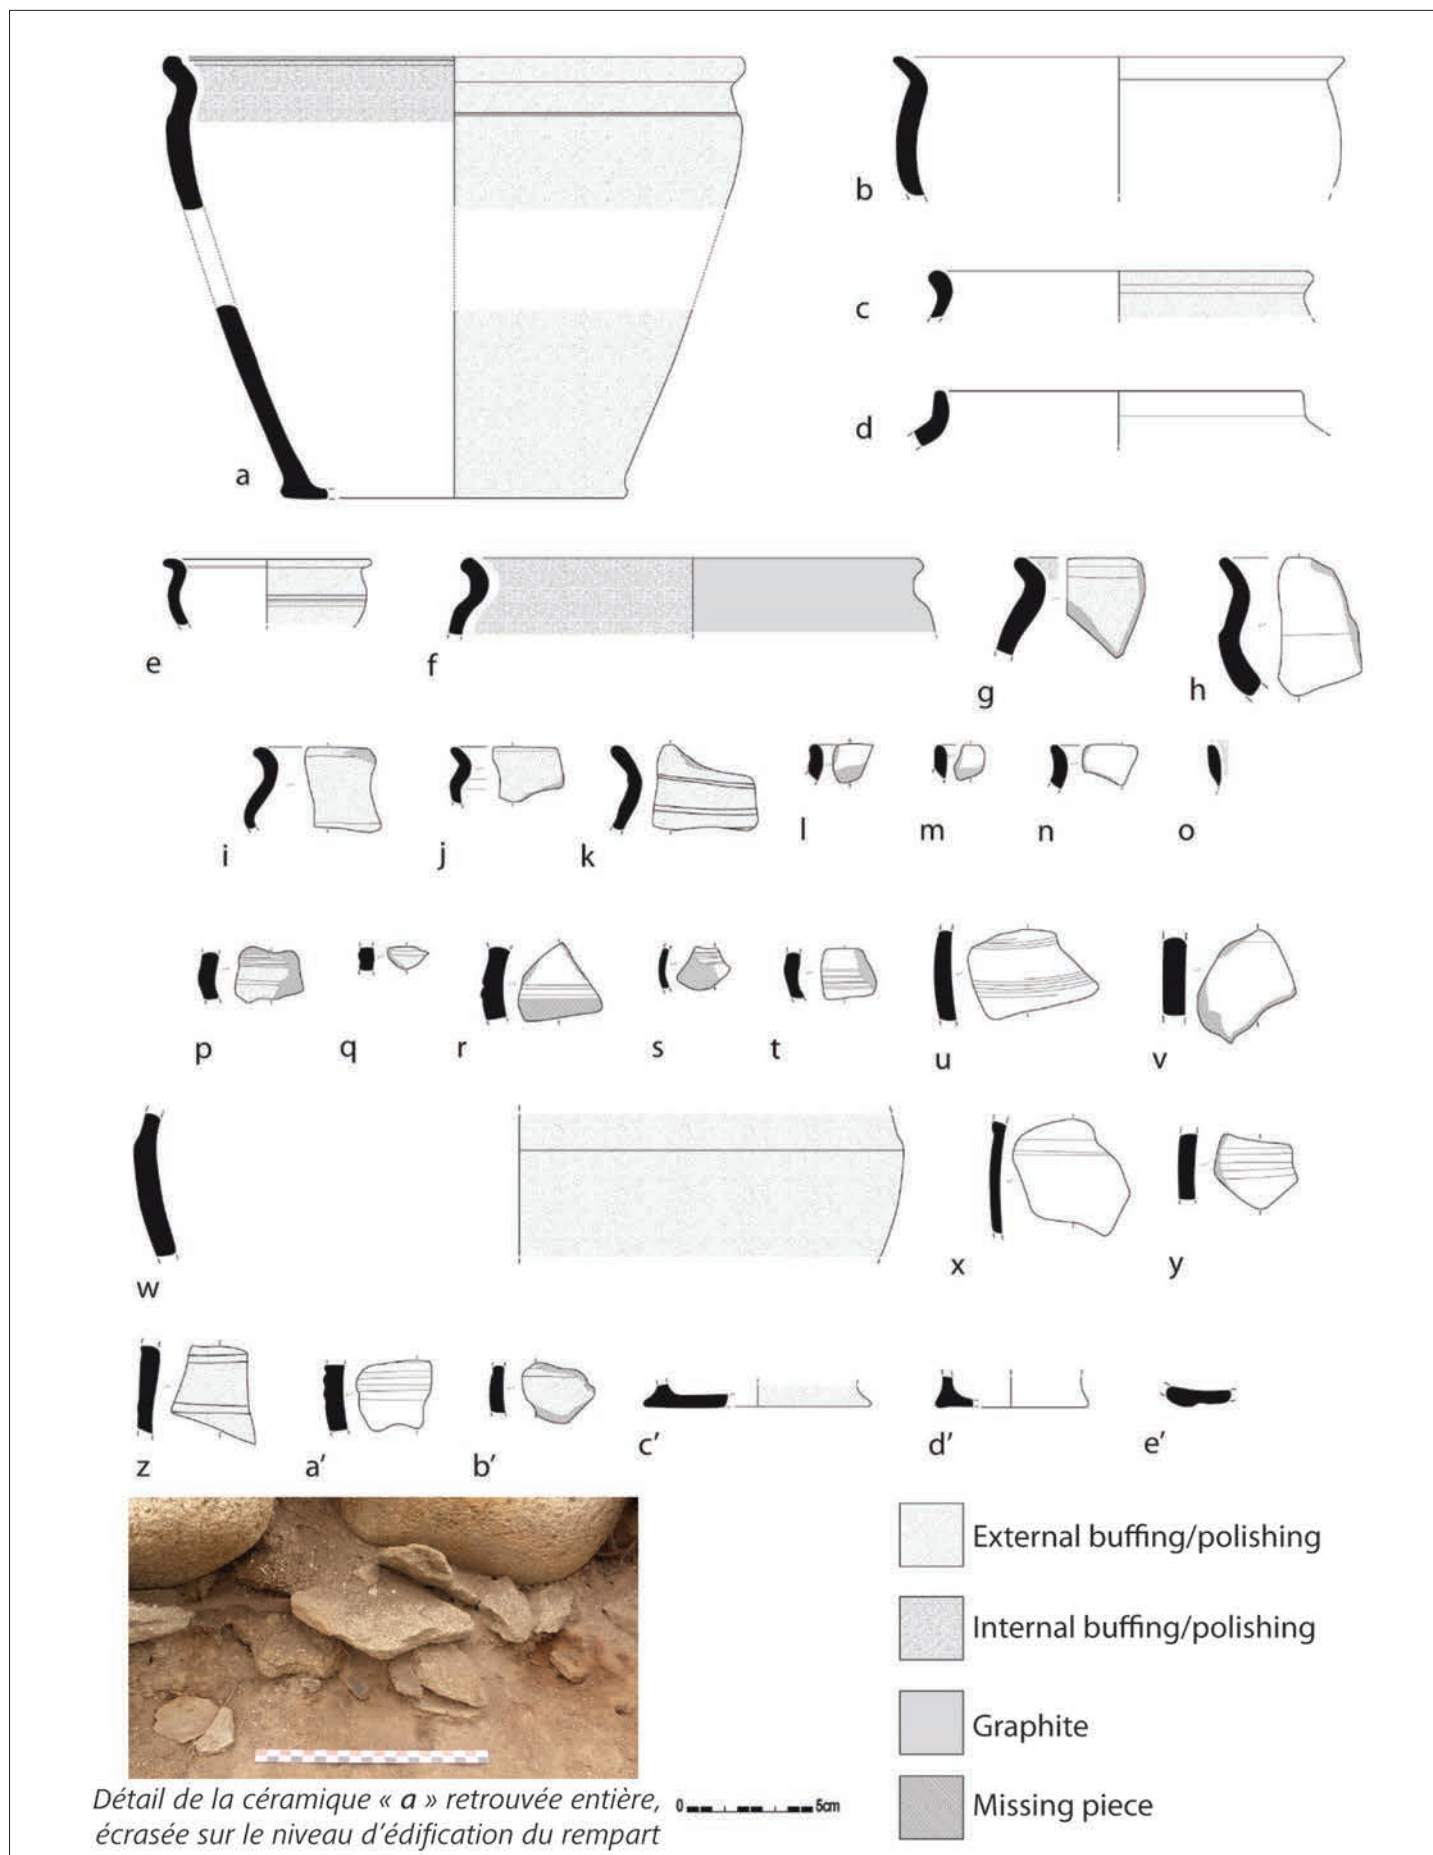 a
b
c
d
e
f
g
h
i
j
k
l
m
n
o
p
q
r
s
t
u
v
w
x
y
z
a’
b’
c’
d’
e’
External buffing/polishing
Internal buffing/polishing
Graphite
Missing piece
Détail de la céramique « a » retrouvée entière,
écrasée sur le niveau d’édification du rempart
0 5cm